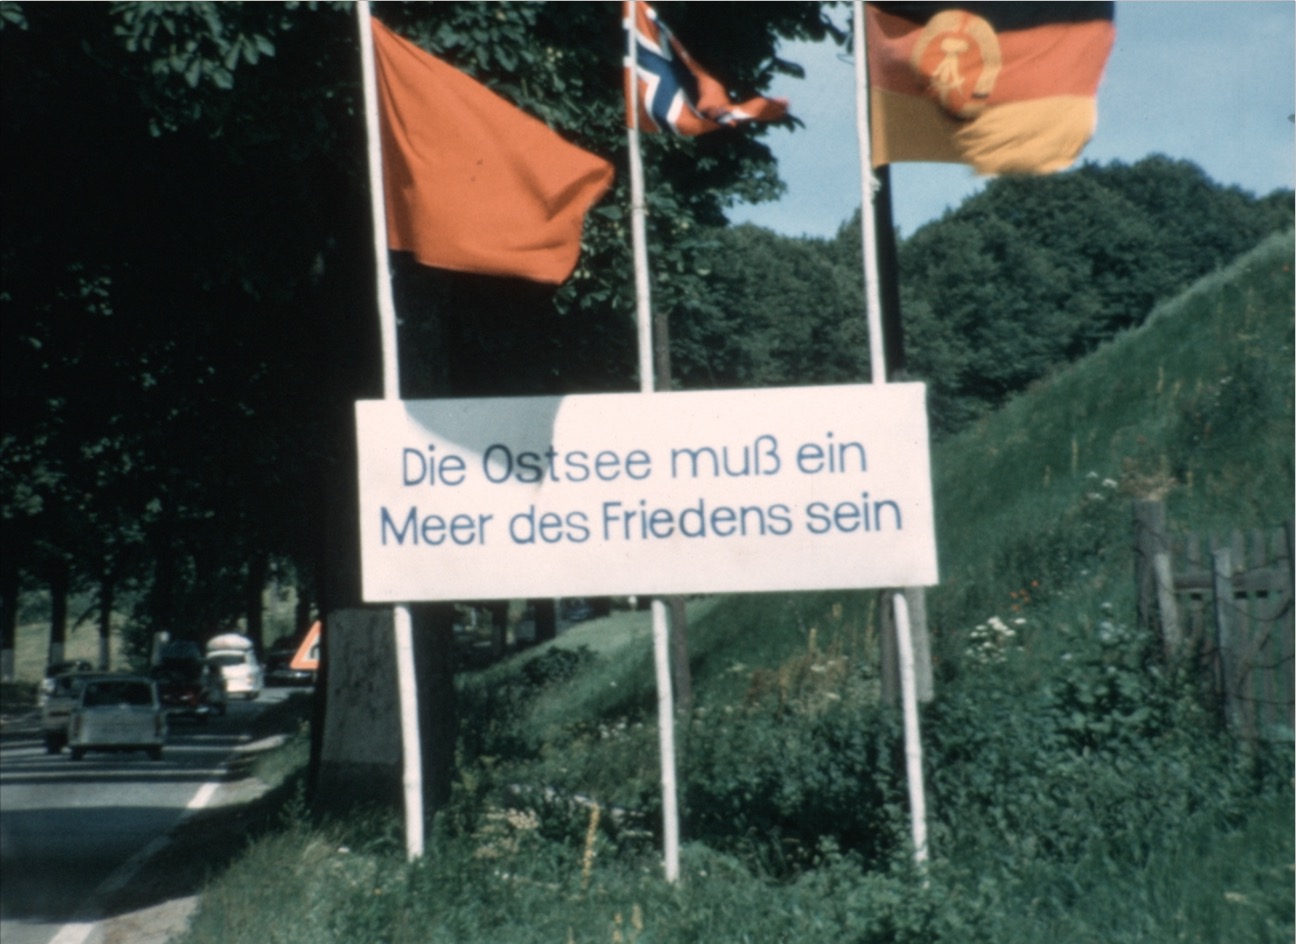 Die Ostsee muß ein
Meer des Friedens sein